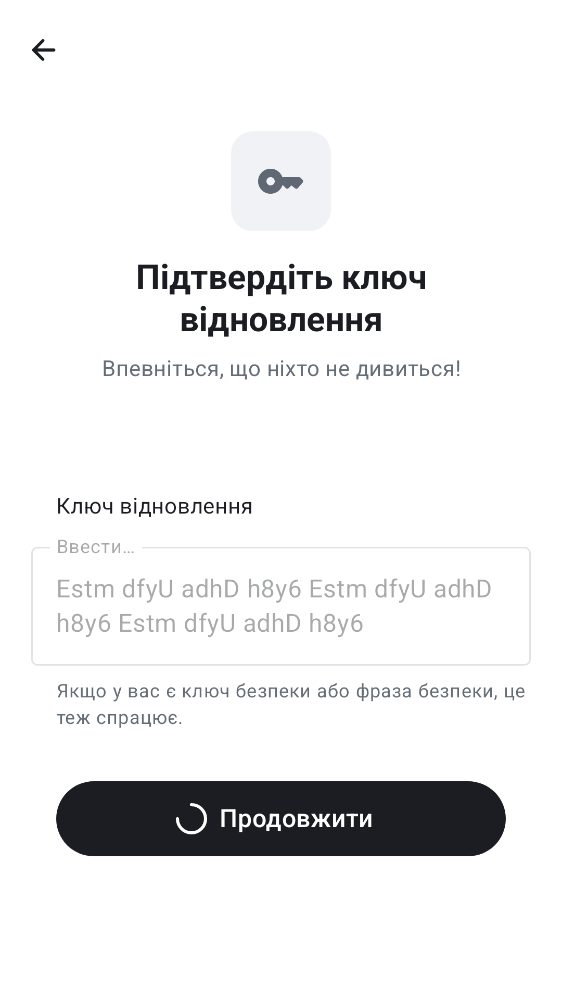 Підтвердіть ключ
відновлення
Впевніться, що ніхто не дивиться!
Ключ відновлення
Ввести…
Estm dfyU adhD h8y6 Estm dfyU adhD
h8y6 Estm dfyU adhD h8y6
Якщо у вас є ключ безпеки або фраза безпеки, це
теж спрацює.
Продовжити